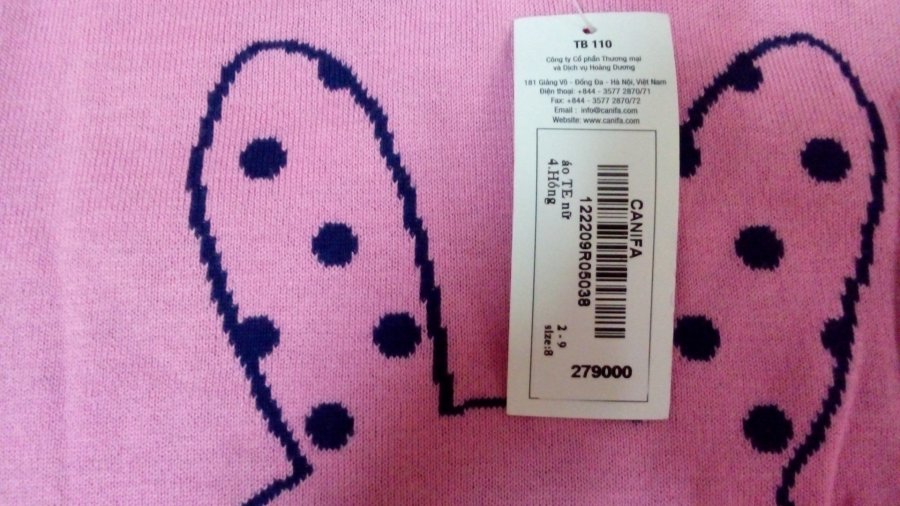 TB 110
Công ty Cổ phần Thương mại
và Dịch vụ Hoàng Dương
181 Giảng Võ - Đống Đa - Hà Nội, Việt Nam
Điện thoại: +844 - 3577 2870/71
Fax: +844 - 3577 2870/72
Email : info@canifa.com
Website: www.canifa.com
CANIFA
122209R05038
áo TE nữ
4.Hồng
2 - 9
size:8
279000